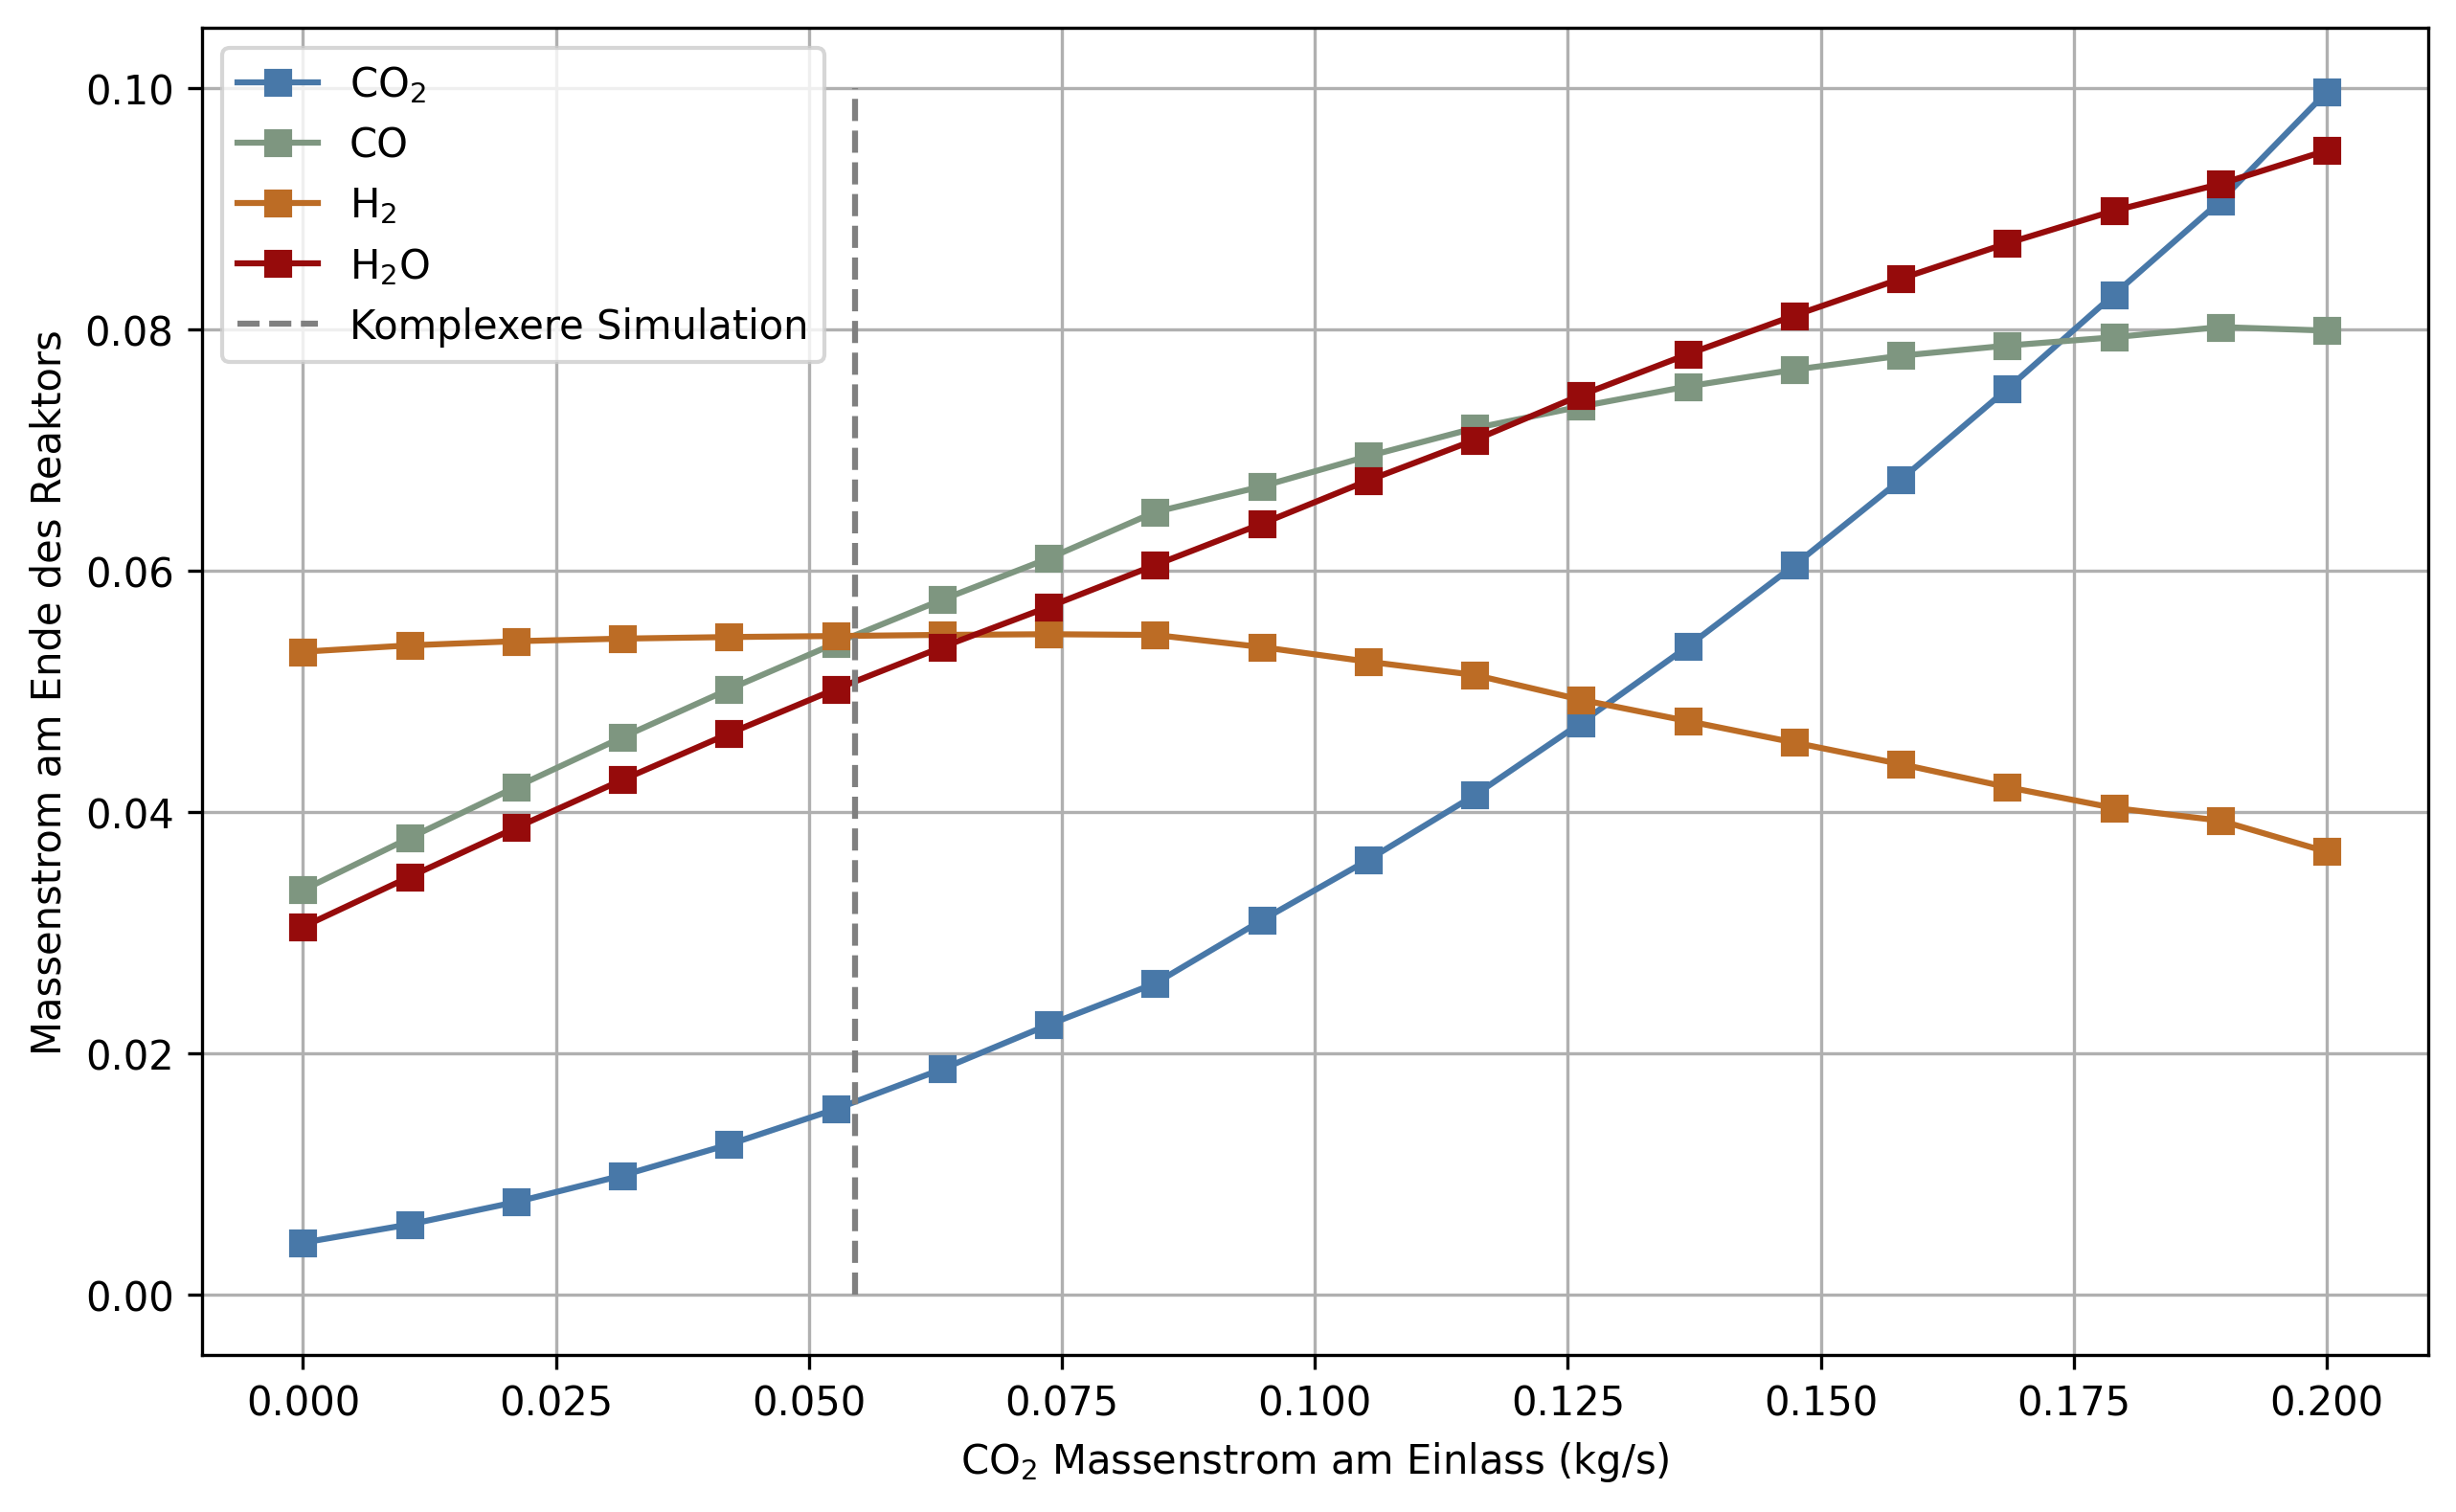 CO₂
CO
H₂
H₂O
Komplexere Simulation
Massenstrom am Ende des Reaktors
0.10
0.08
0.06
0.04
0.02
0.00
0.000 0.025 0.050 0.075 0.100 0.125 0.150 0.175 0.200
CO₂ Massenstrom am Einlass (kg/s)